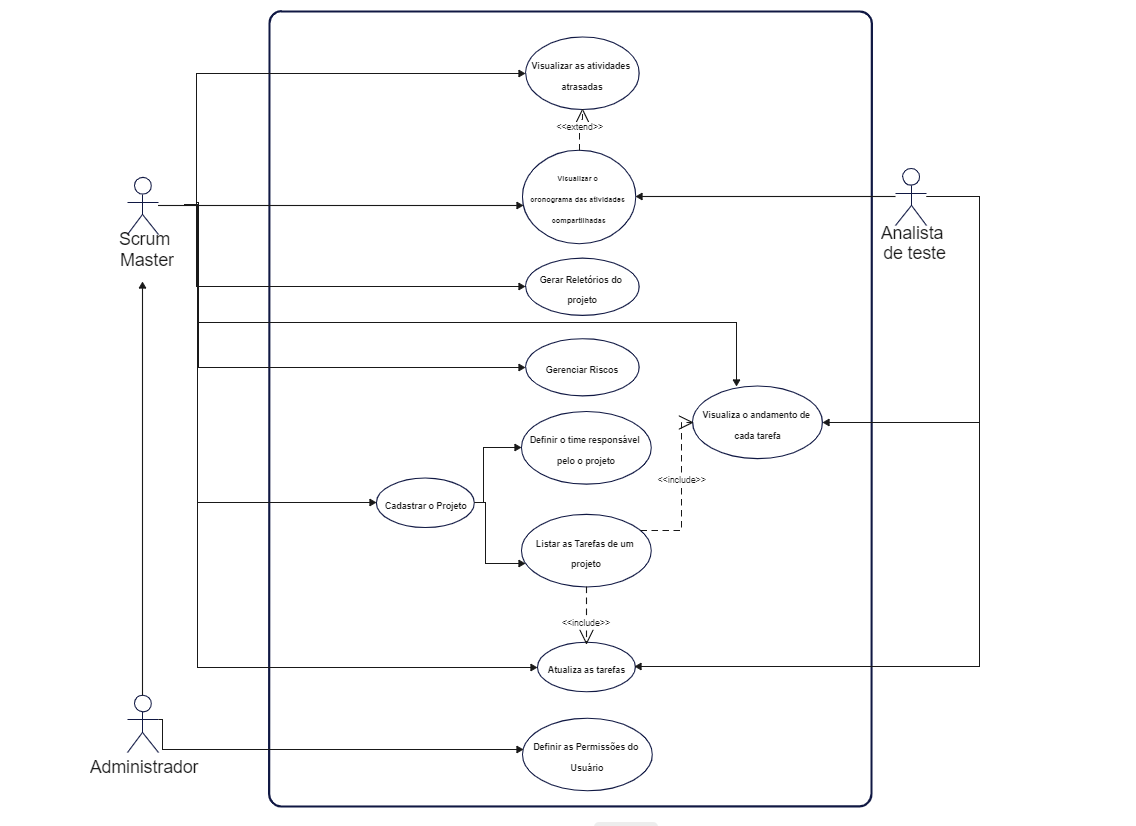 Visualizar as atividades
atrasadas
<<extend>>
Visualizar o
cronograma das atividades
compartilhadas
Scrum
Master
Analista
de teste
Gerar Reletórios do
projeto
Gerenciar Riscos
Visualiza o andamento de
cada tarefa
Definir o time responsável
pelo o projeto
<<include>>
Cadastrar o Projeto
Listar as Tarefas de um
projeto
<<include>>
Atualiza as tarefas
Definir as Permissões do
Usuário
Administrador